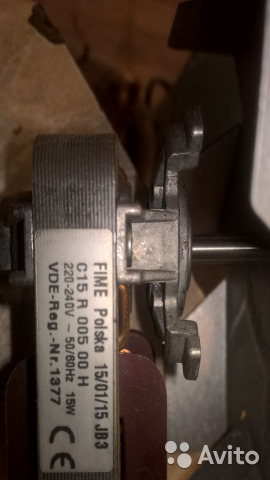 FIME Polska 15/01/15 JB3
C15 R 005 00 H
220-240V ~ 50/60Hz 15W
VDE-Reg.-Nr.1377
CE
Avito